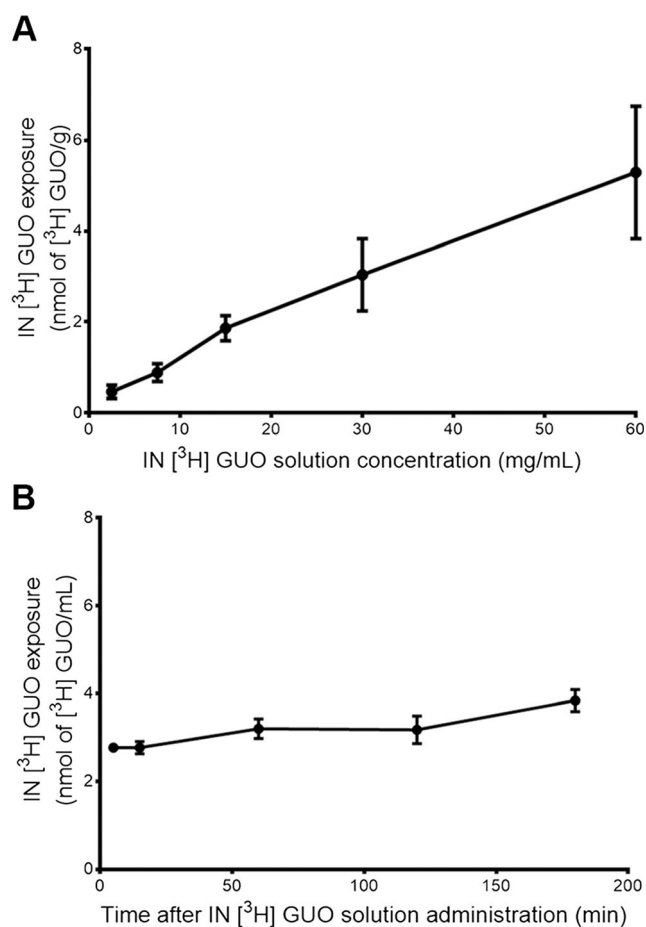 A
IN [³H] GUO exposure
(nmol of [³H] GUO/g)
8
6
4
2
0
0 10 20 30 40 50 60
IN [³H] GUO solution concentration (mg/mL)
B
IN [³H] GUO exposure
(nmol of [³H] GUO/mL)
8
6
4
2
0
0 50 100 150 200
Time after IN [³H] GUO solution administration (min)